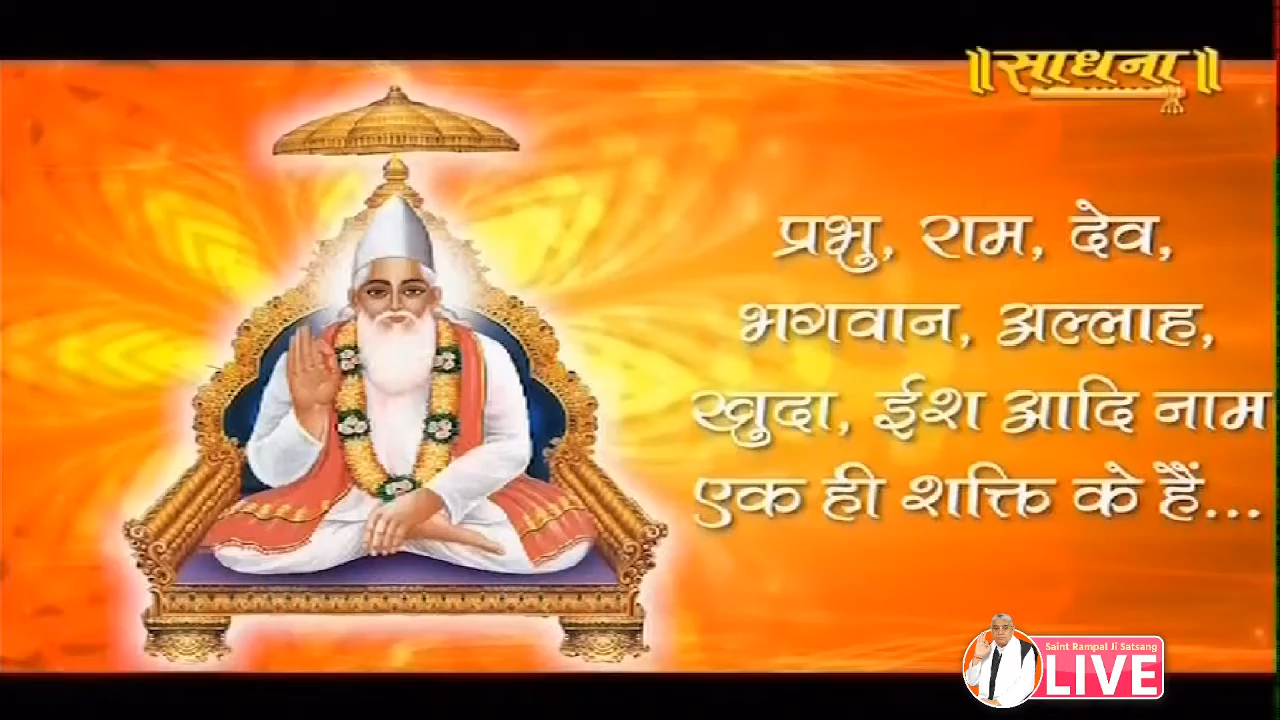 ॥साधना॥
प्रभु, राम, देव,
भगवान, अल्लाह,
खुदा, ईश आदि नाम
एक ही शक्ति के हैं...
Saint Rampal Ji Satsang
LIVE